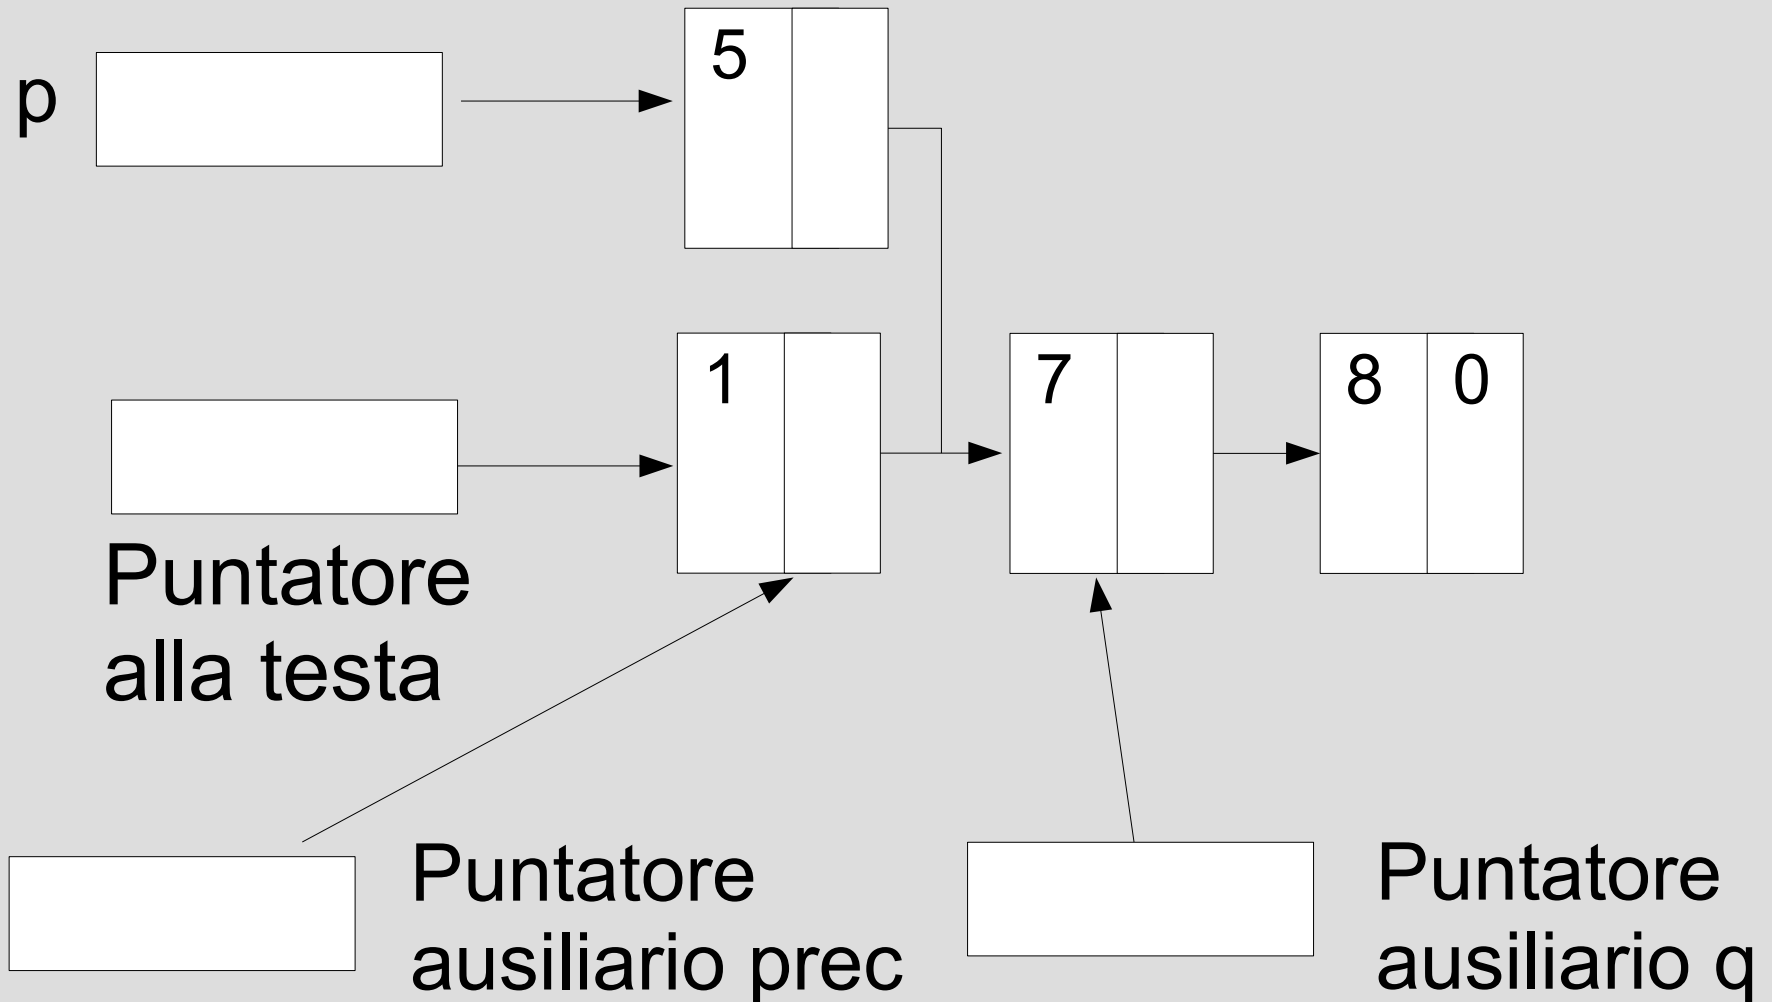 5
p
1
7
8 0
Puntatore
alla testa
Puntatore
ausiliario prec
Puntatore
ausiliario q